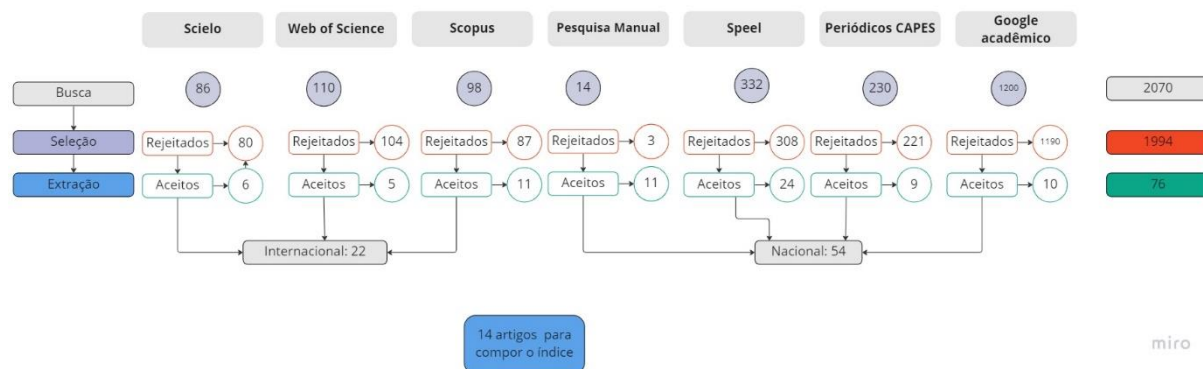 Scielo
Web of Science
Scopus
Pesquisa Manual
Speel
Periódicos CAPES
Google
acadêmico
Busca
86
110
98
14
332
230
1200
2070
Seleção
Rejeitados
80
Rejeitados
104
Rejeitados
87
Rejeitados
3
Rejeitados
308
Rejeitados
221
Rejeitados
1190
1994
Extração
Aceitos
6
Aceitos
5
Aceitos
11
Aceitos
11
Aceitos
24
Aceitos
9
Aceitos
10
76
Internacional: 22
Nacional: 54
14 artigos para
compor o índice
miro